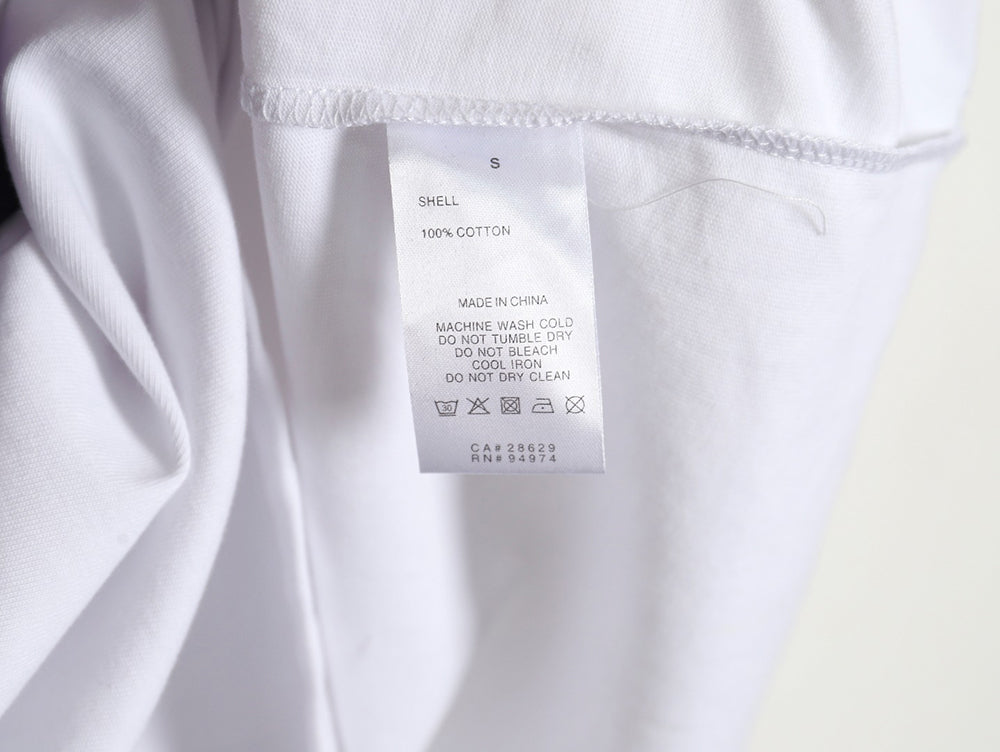 S
SHELL
100% COTTON
MADE IN CHINA
MACHINE WASH COLD
DO NOT TUMBLE DRY
DO NOT BLEACH
COOL IRON
DO NOT DRY CLEAN
30
CA# 28629
RN# 94974